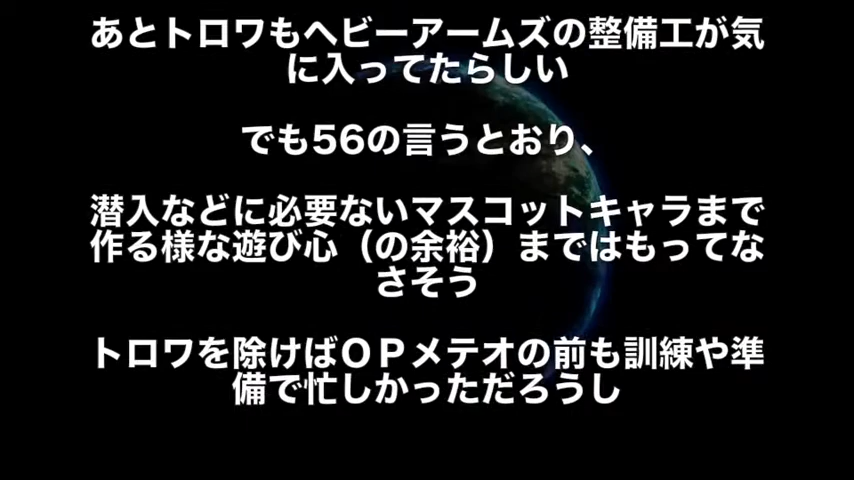 あとトロワもヘビーアームズの整備工が気
に入ってたらしい
でも56の言うとおり、
潜入などに必要ないマスコットキャラまで
作る様な遊び心（の余裕）まではもってな
さそう
トロワを除けばＯＰメテオの前も訓練や準
備で忙しかっただろうし